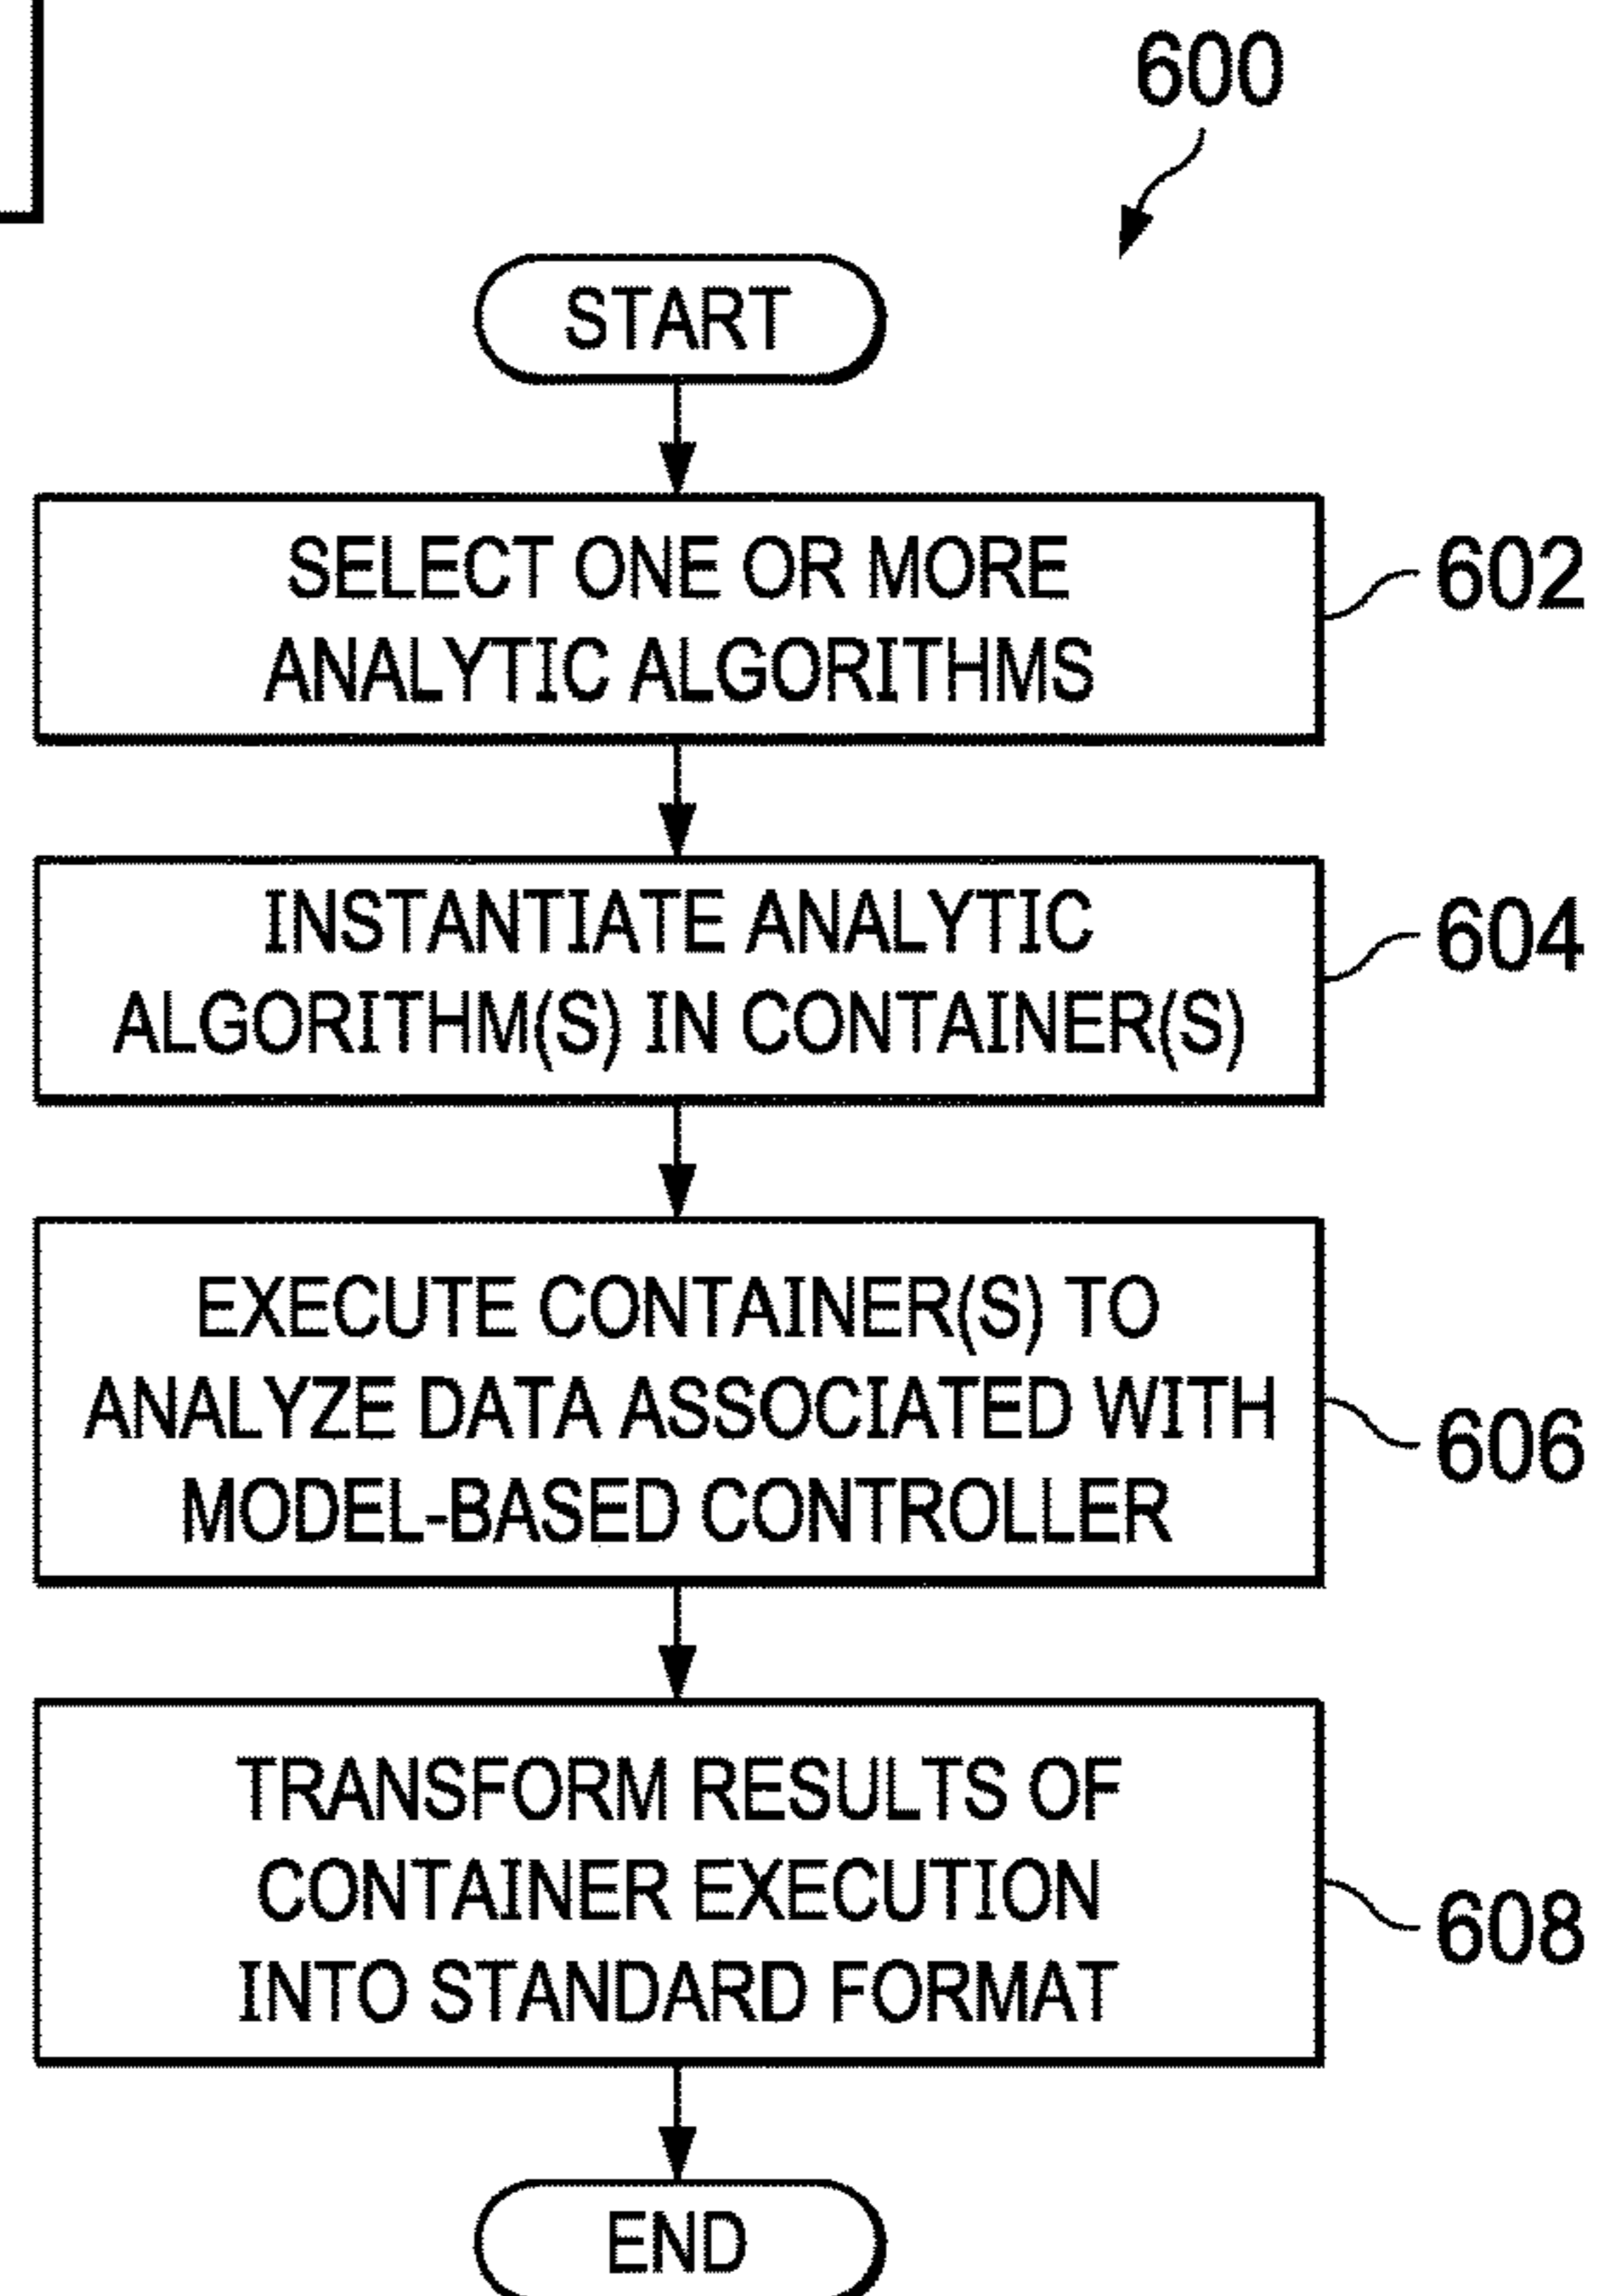 600
START
SELECT ONE OR MORE
ANALYTIC ALGORITHMS
602
INSTANTIATE ANALYTIC
ALGORITHM(S) IN CONTAINER(S)
604
EXECUTE CONTAINER(S) TO
ANALYZE DATA ASSOCIATED WITH
MODEL-BASED CONTROLLER
606
TRANSFORM RESULTS OF
CONTAINER EXECUTION
INTO STANDARD FORMAT
608
END